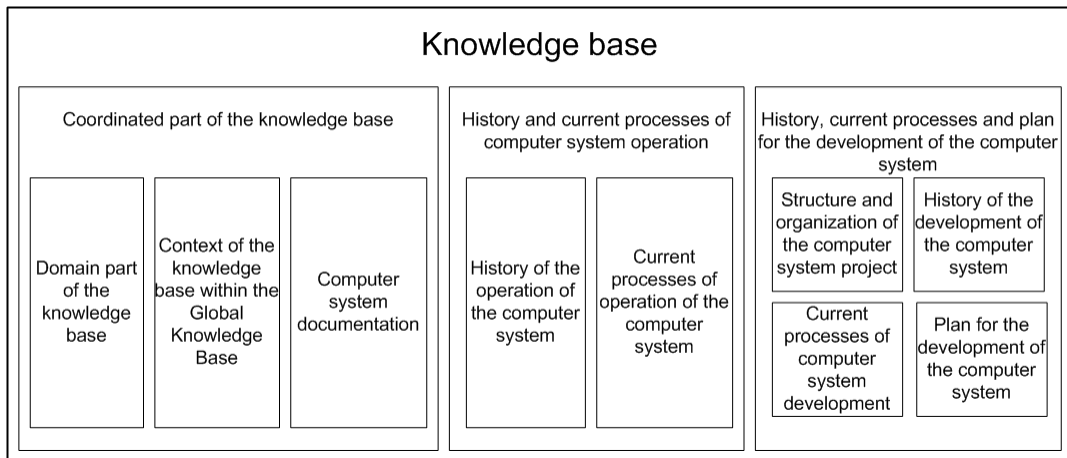 Knowledge base
Coordinated part of the knowledge base
Domain part
of the
knowledge
base
Context of the
knowledge
base within the
Global
Knowledge
Base
Computer
system
documentation
History and current processes of
computer system operation
History of the
operation of
the computer
system
Current
processes of
operation of the
computer
system
History, current processes and plan
for the development of the computer
system
Structure and
organization of
the computer
system project
History of the
development of
the computer
system
Current
processes of
computer
system
development
Plan for the
development of
the computer
system